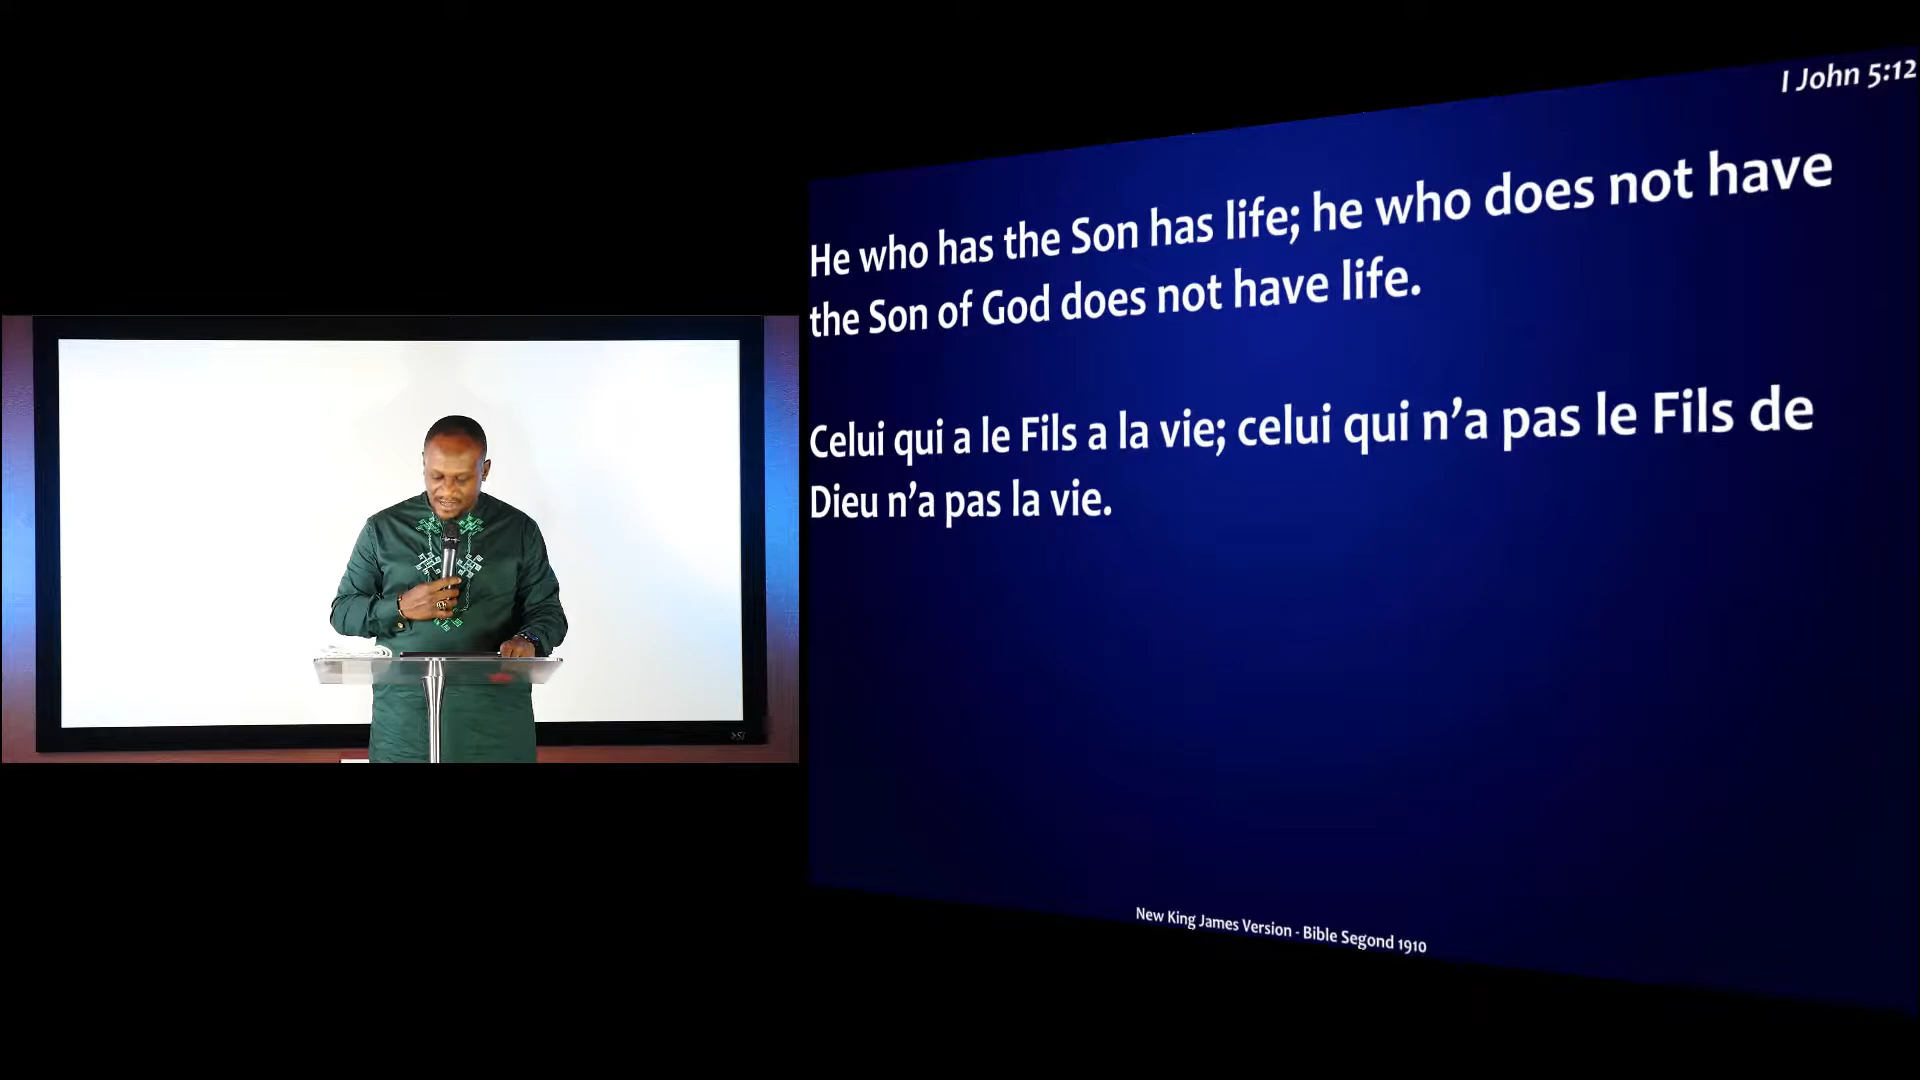 I John 5:12
He who has the Son has life; he who does not have
the Son of God does not have life.
Celui qui a le Fils a la vie; celui qui n’a pas le Fils de
Dieu n’a pas la vie.
New King James Version - Bible Segond 1910